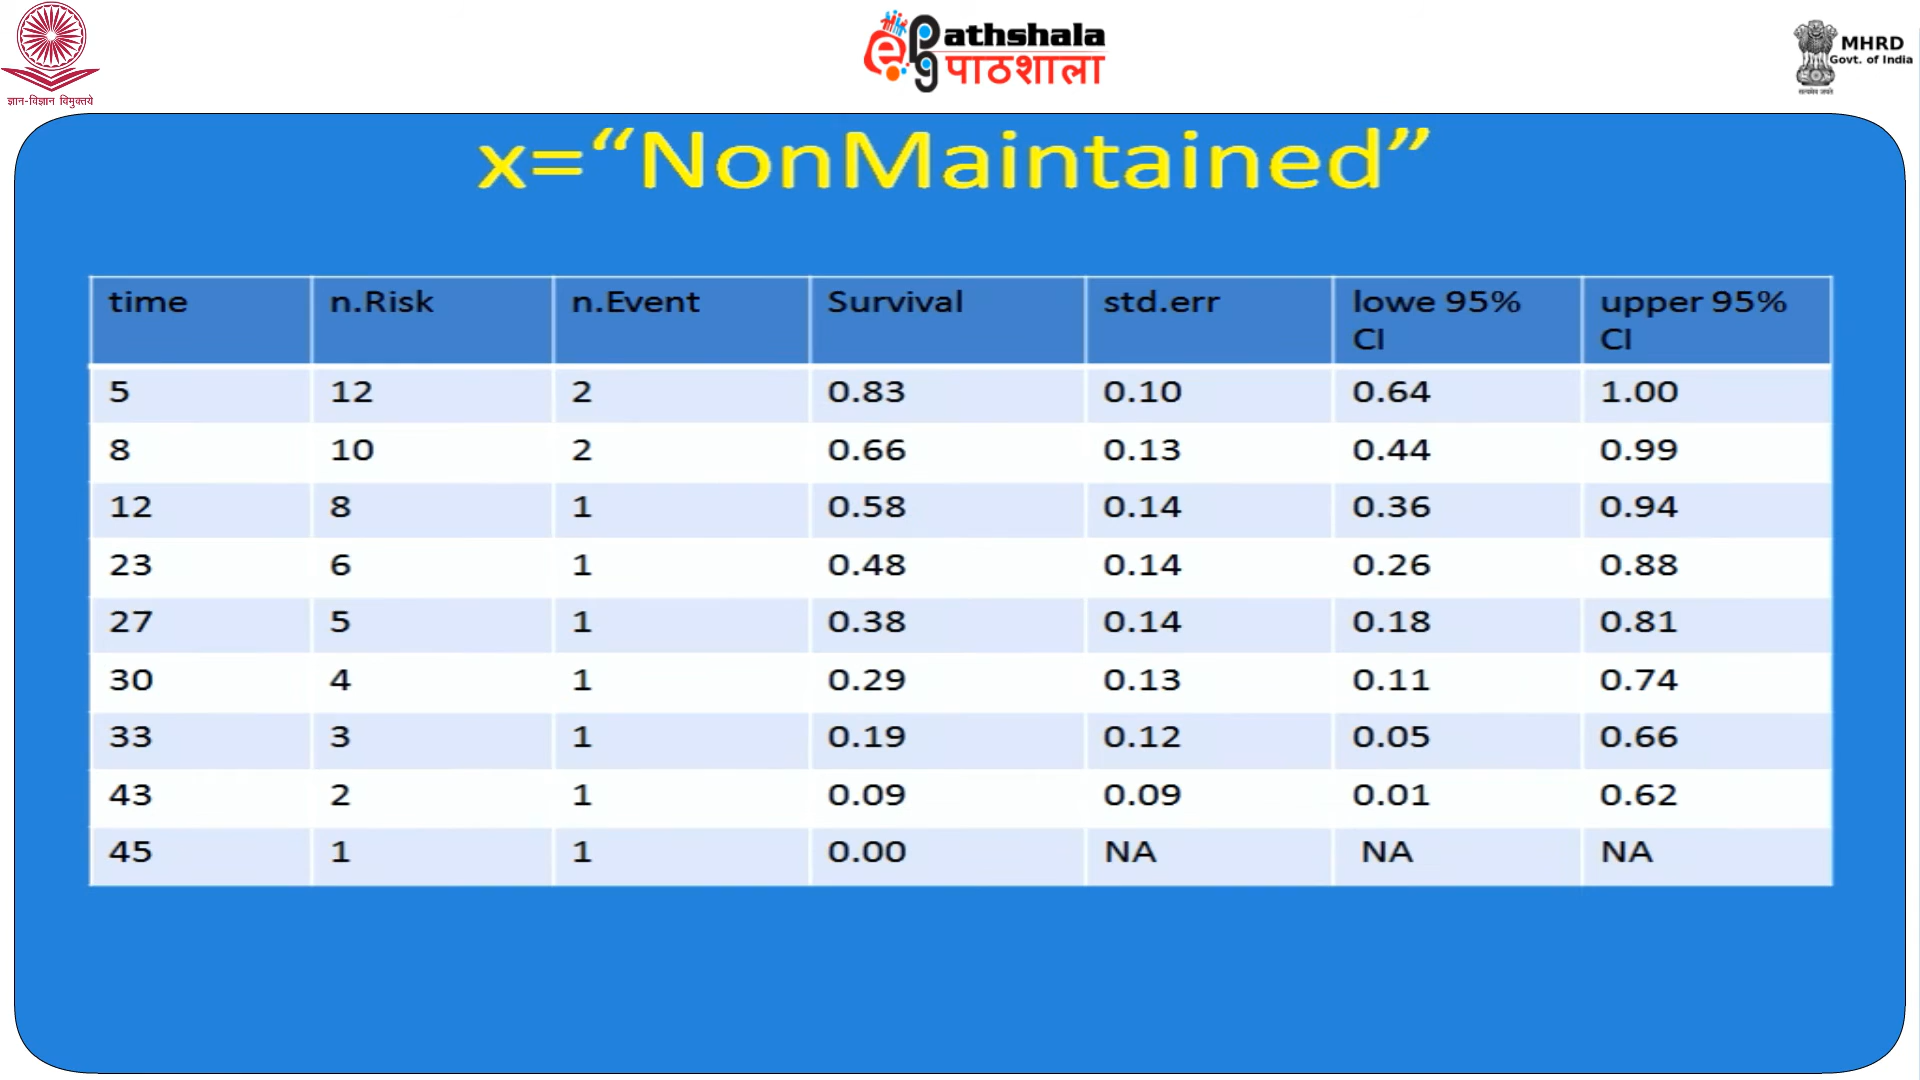 ज्ञान-विज्ञान विमुक्तये
ePG athshala
पाठशाला
MHRD
Govt. of India
सत्यमेव जयते
x=“NonMaintained”
time n.Risk n.Event Survival std.err lowe 95% CI upper 95% CI
5 12 2 0.83 0.10 0.64 1.00
8 10 2 0.66 0.13 0.44 0.99
12 8 1 0.58 0.14 0.36 0.94
23 6 1 0.48 0.14 0.26 0.88
27 5 1 0.38 0.14 0.18 0.81
30 4 1 0.29 0.13 0.11 0.74
33 3 1 0.19 0.12 0.05 0.66
43 2 1 0.09 0.09 0.01 0.62
45 1 1 0.00 NA NA NA